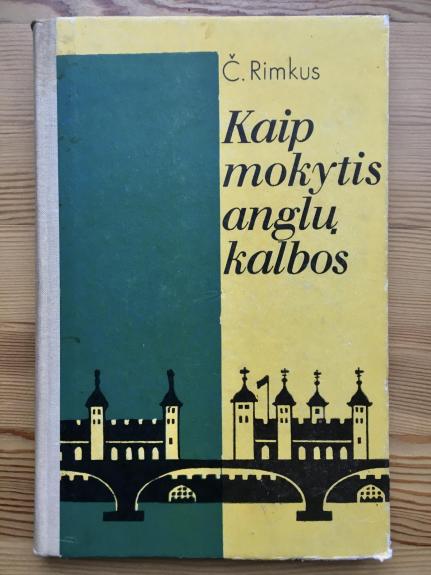 Č. Rimkus
Kaip
mokytis
anglų
kalbos